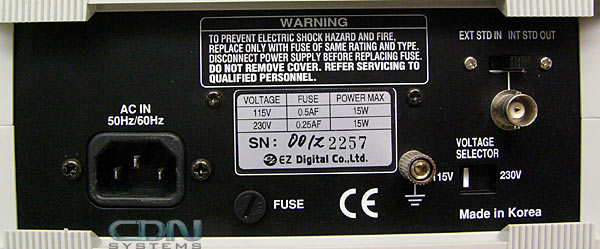 WARNING
TO PREVENT ELECTRIC SHOCK HAZARD AND FIRE,
REPLACE ONLY WITH FUSE OF SAME RATING AND TYPE.
DISCONNECT POWER SUPPLY BEFORE REPLACING FUSE.
DO NOT REMOVE COVER. REFER SERVICING TO
QUALIFIED PERSONNEL.
EXT STD IN INT STD OUT
AC IN
50Hz/60Hz
VOLTAGE FUSE POWER MAX
115V 0.5AF 15W
230V 0.25AF 15W
SN: 0012 2257
EZ Digital Co.,Ltd.
VOLTAGE
SELECTOR
115V 230V
FUSE
CE
Made in Korea
CDN
SYSTEMS